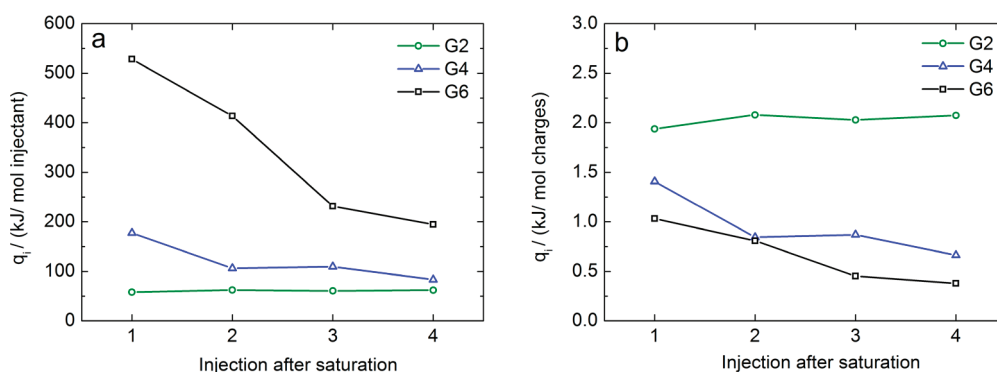 a
600
500
400
300
200
100
0
q_i / (kJ/ mol injectant)
G2
G4
G6
1 2 3 4
Injection after saturation
b
3.0
2.5
2.0
1.5
1.0
0.5
0.0
q_i / (kJ/ mol charges)
G2
G4
G6
1 2 3 4
Injection after saturation